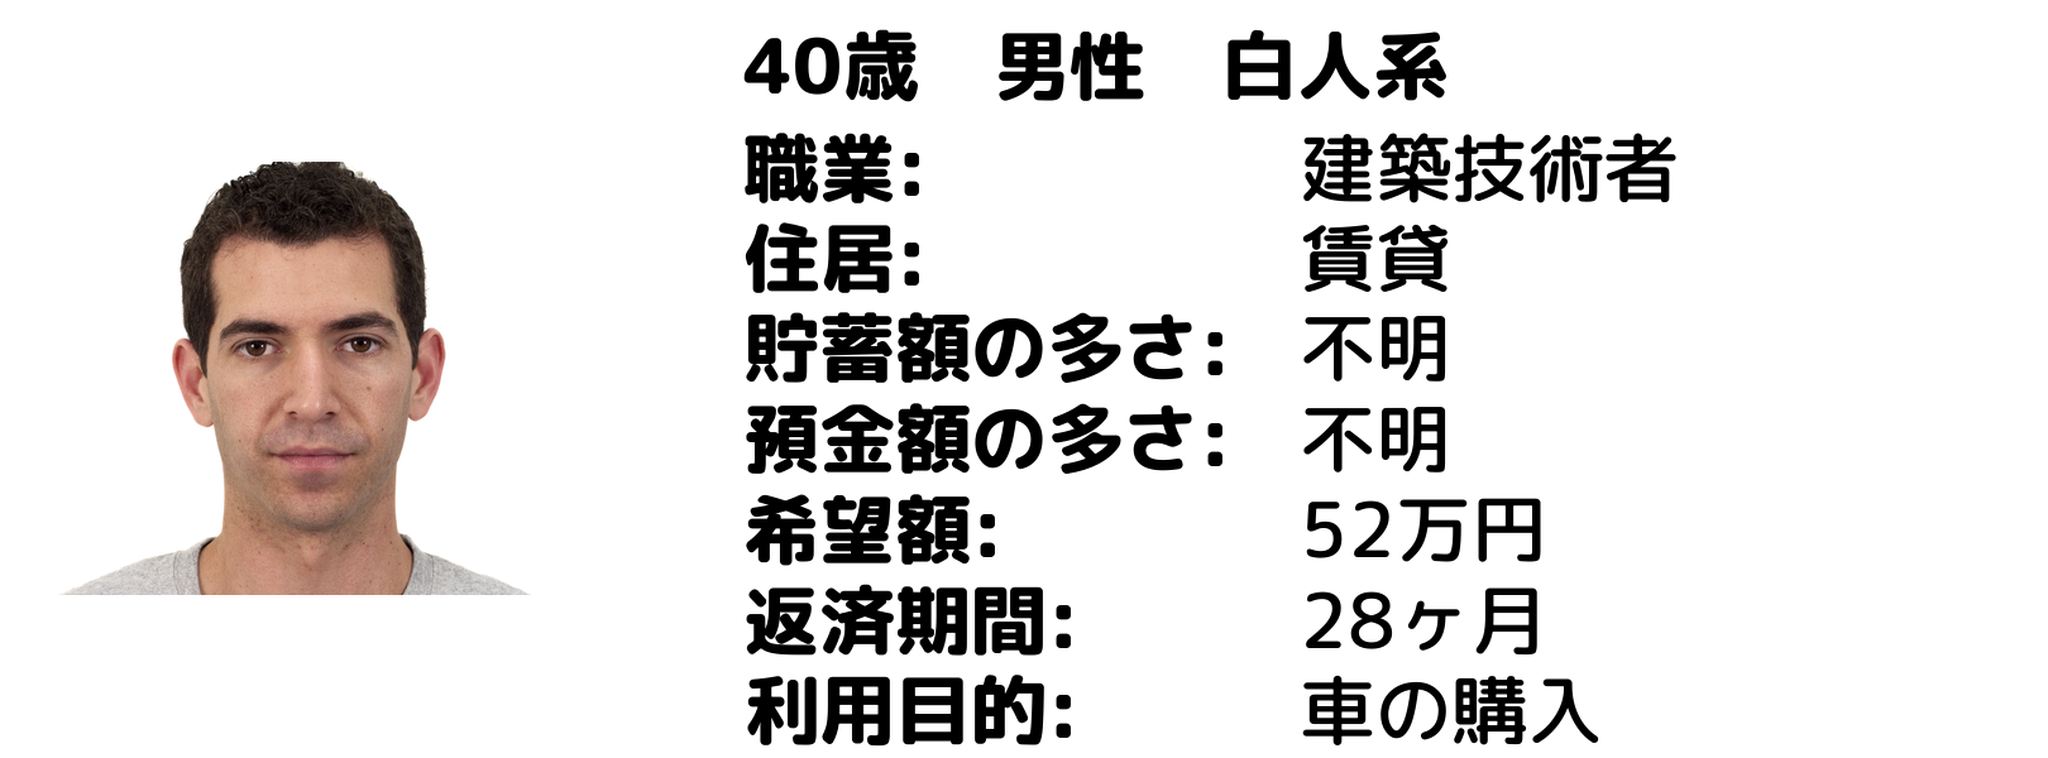 40歳　男性　白人系
職業:　建築技術者
住居:　賃貸
貯蓄額の多さ:　不明
預金額の多さ:　不明
希望額:　52万円
返済期間:　28ヶ月
利用目的:　車の購入